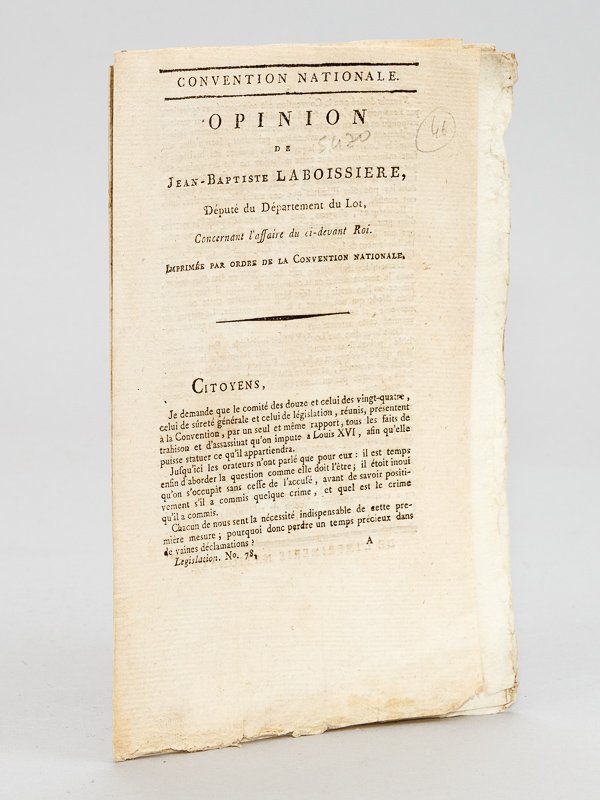 CONVENTION NATIONALE.
OPINION
DE
JEAN-BAPTISTE LABOISSIERE,
Député du Département du Lot,
Concernant l'affaire du ci-devant Roi.
IMPRIMÉE PAR ORDRE DE LA CONVENTION NATIONALE.
46
5420
CITOYENS,
Je demande que le comité des douze et celui des vingt-quatre,
celui de sûreté générale et celui de législation, réunis, présentent
à la Convention, par un seul et même rapport, tous les faits de
trahison et d'assassinat qu'on impute à Louis XVI, afin qu'elle
puisse statuer ce qu'il appartiendra.
Jusqu'ici les orateurs n'ont parlé que pour eux : il est temps
enfin d'aborder la question comme elle doit l'être; il étoit inoui
qu'on s'occupât sans cesse de l'accusé, avant de savoir positi-
vement s'il a commis quelque crime, et quel est le crime
qu'il a commis.
Chacun de nous sent la nécessité indispensable de cette pre-
mière mesure; pourquoi donc perdre un temps précieux dans
de vaines déclamations?
Legislation. No. 78. A